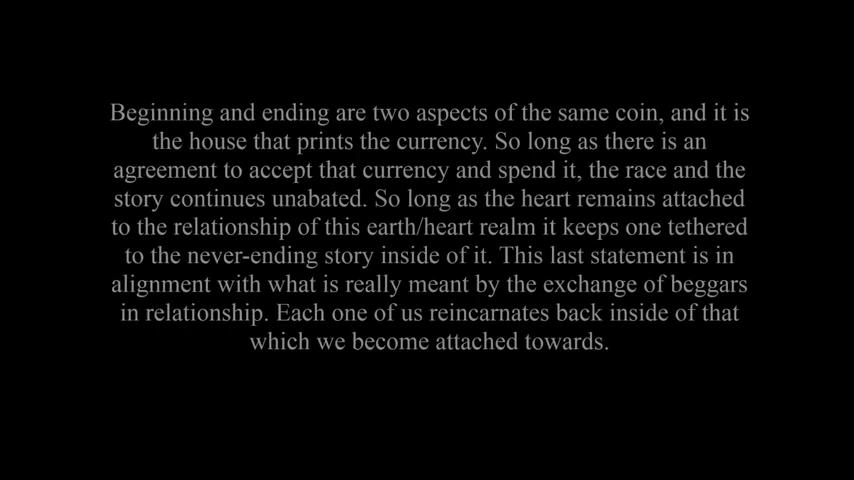 Beginning and ending are two aspects of the same coin, and it is
the house that prints the currency. So long as there is an
agreement to accept that currency and spend it, the race and the
story continues unabated. So long as the heart remains attached
to the relationship of this earth/heart realm it keeps one tethered
to the never-ending story inside of it. This last statement is in
alignment with what is really meant by the exchange of beggars
in relationship. Each one of us reincarnates back inside of that
which we become attached towards.